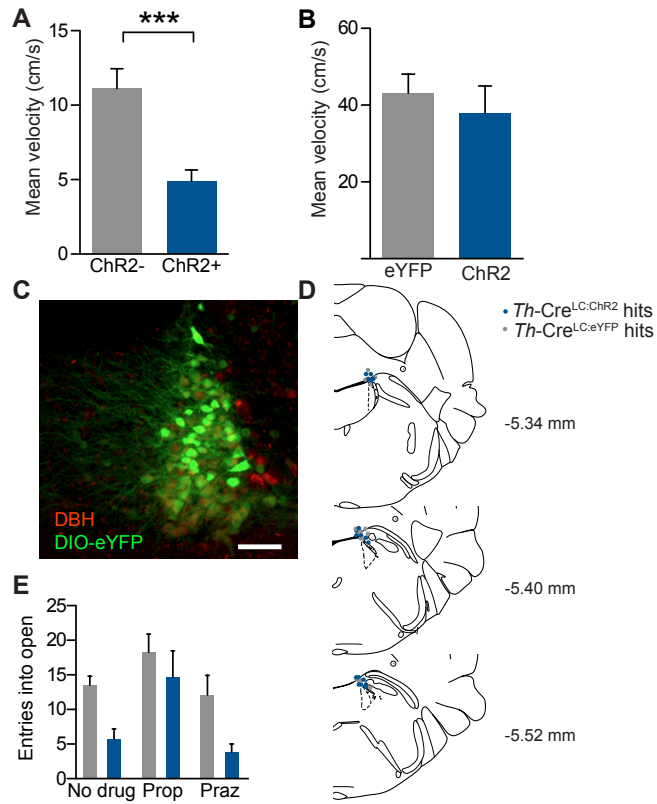 A
Mean velocity (cm/s)
15
10
5
0
***
ChR2-
ChR2+
B
Mean velocity (cm/s)
60
40
20
0
eYFP
ChR2
C
DBH
DIO-eYFP
D
Th-Cre^LC:ChR2 hits
Th-Cre^LC:eYFP hits
-5.34 mm
-5.40 mm
-5.52 mm
E
Entries into open
25
20
15
10
5
0
No drug
Prop
Praz